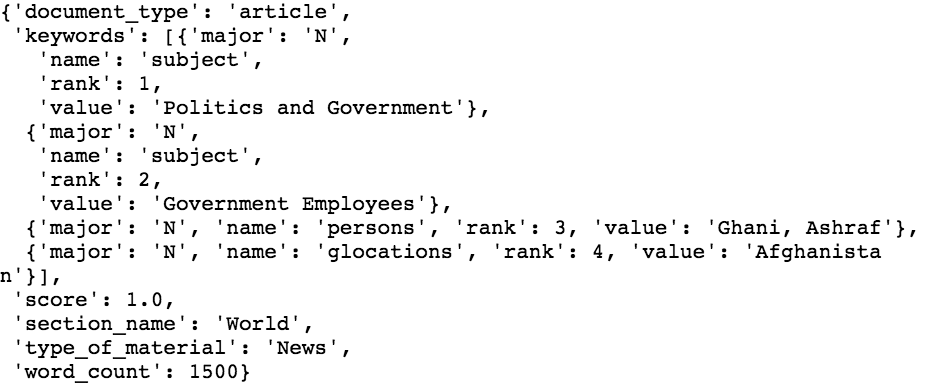 {'document_type': 'article',
 'keywords': [{'major': 'N',
   'name': 'subject',
   'rank': 1,
   'value': 'Politics and Government'},
  {'major': 'N',
   'name': 'subject',
   'rank': 2,
   'value': 'Government Employees'},
  {'major': 'N', 'name': 'persons', 'rank': 3, 'value': 'Ghani, Ashraf'},
  {'major': 'N', 'name': 'glocations', 'rank': 4, 'value': 'Afghanista
n'}],
 'score': 1.0,
 'section_name': 'World',
 'type_of_material': 'News',
 'word_count': 1500}